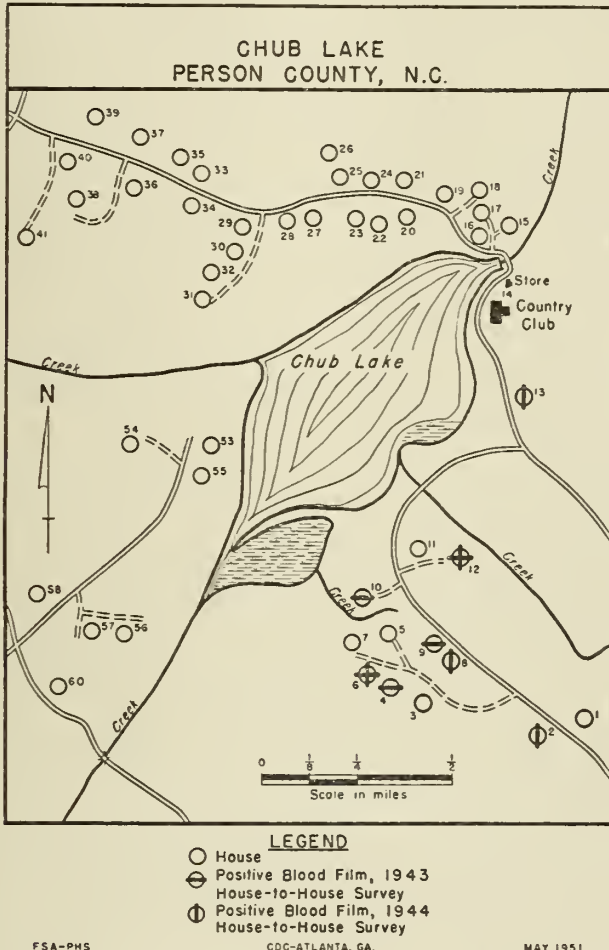 CHUB LAKE
PERSON COUNTY, N.C.
39
37
35
33
40
38
36
34
41
26
25
24
21
19
18
17
16
15
29
28
27
23
22
20
30
32
31
Creek
Store
14
Country
Club
Creek
Chub Lake
N
13
54
53
55
11
12
Creek
10
Creek
58
57
56
7
5
9
8
6
4
3
60
1
2
Creek
0 1/8 1/4 1/2
Scale in miles
LEGEND
House
Positive Blood Film, 1943
House-to-House Survey
Positive Blood Film, 1944
House-to-House Survey
FSA-PHS CDC-ATLANTA, GA. MAY 1951